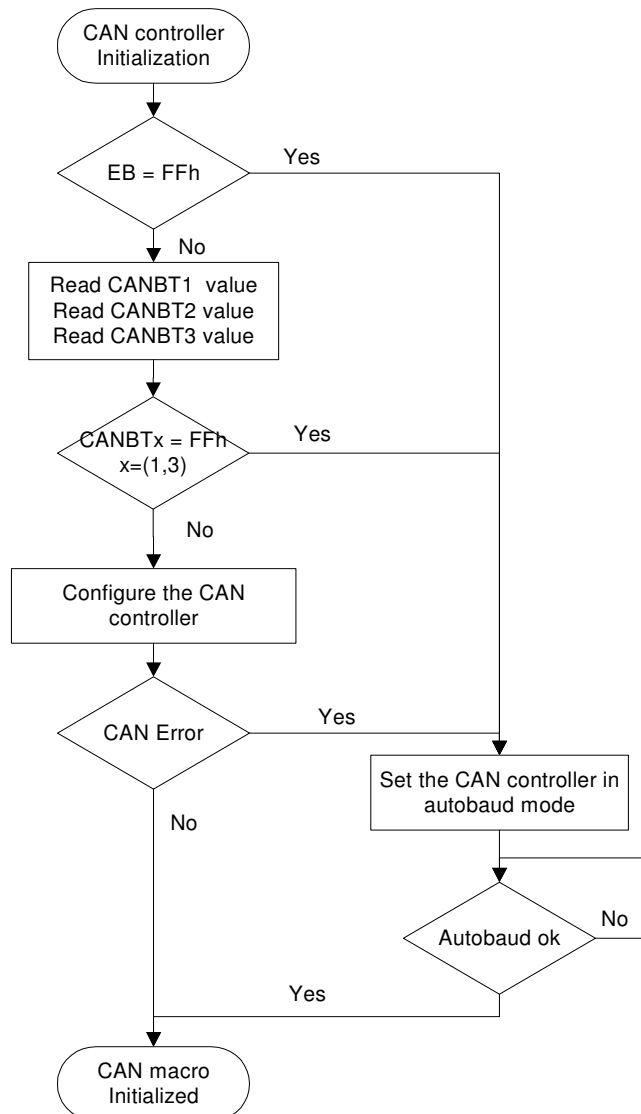 CAN controller
Initialization
EB = FFh
Yes
No
Read CANBT1 value
Read CANBT2 value
Read CANBT3 value
CANBTx = FFh
x=(1,3)
Yes
No
Configure the CAN
controller
CAN Error
Yes
No
Set the CAN controller in
autobaud mode
Autobaud ok
No
Yes
CAN macro
Initialized